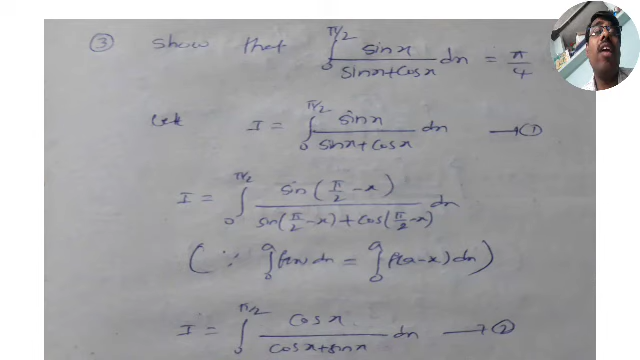 ③ show that ∫₀^{π/2} sinx / (sinx + cosx) dx = π/4
Let I = ∫₀^{π/2} sinx / (sinx + cosx) dx → ①
I = ∫₀^{π/2} sin(π/2 - x) / (sin(π/2 - x) + cos(π/2 - x)) dx
(∵ ∫₀^a f(x) dx = ∫₀^a f(a-x) dx)
I = ∫₀^{π/2} cosx / (cosx + sinx) dx → ②